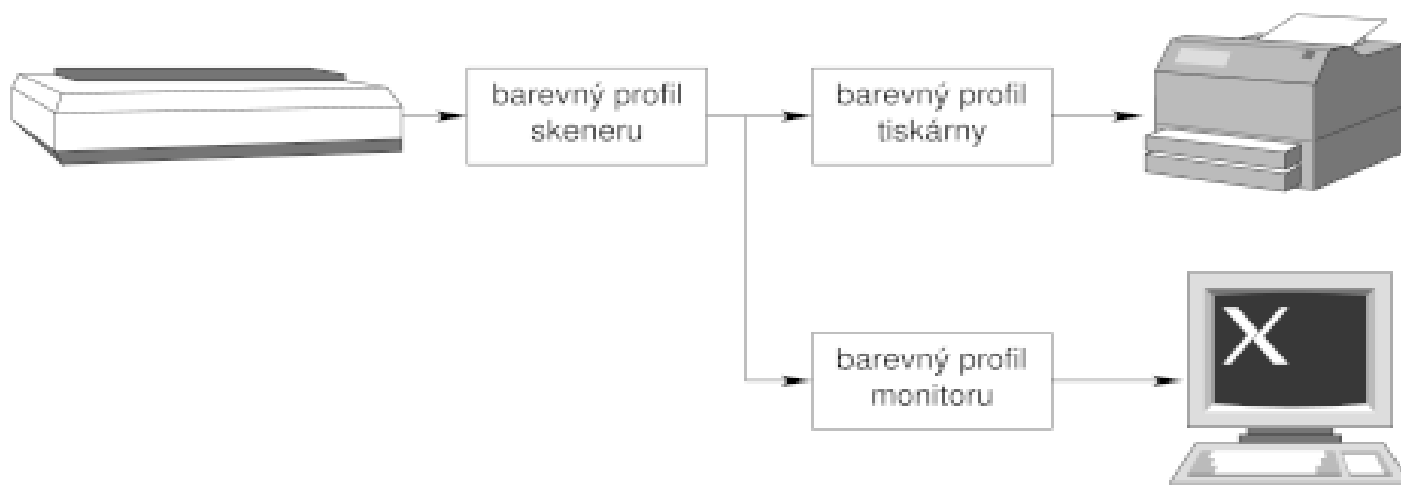 barevný profil
skeneru
barevný profil
tiskárny
barevný profil
monitoru
X